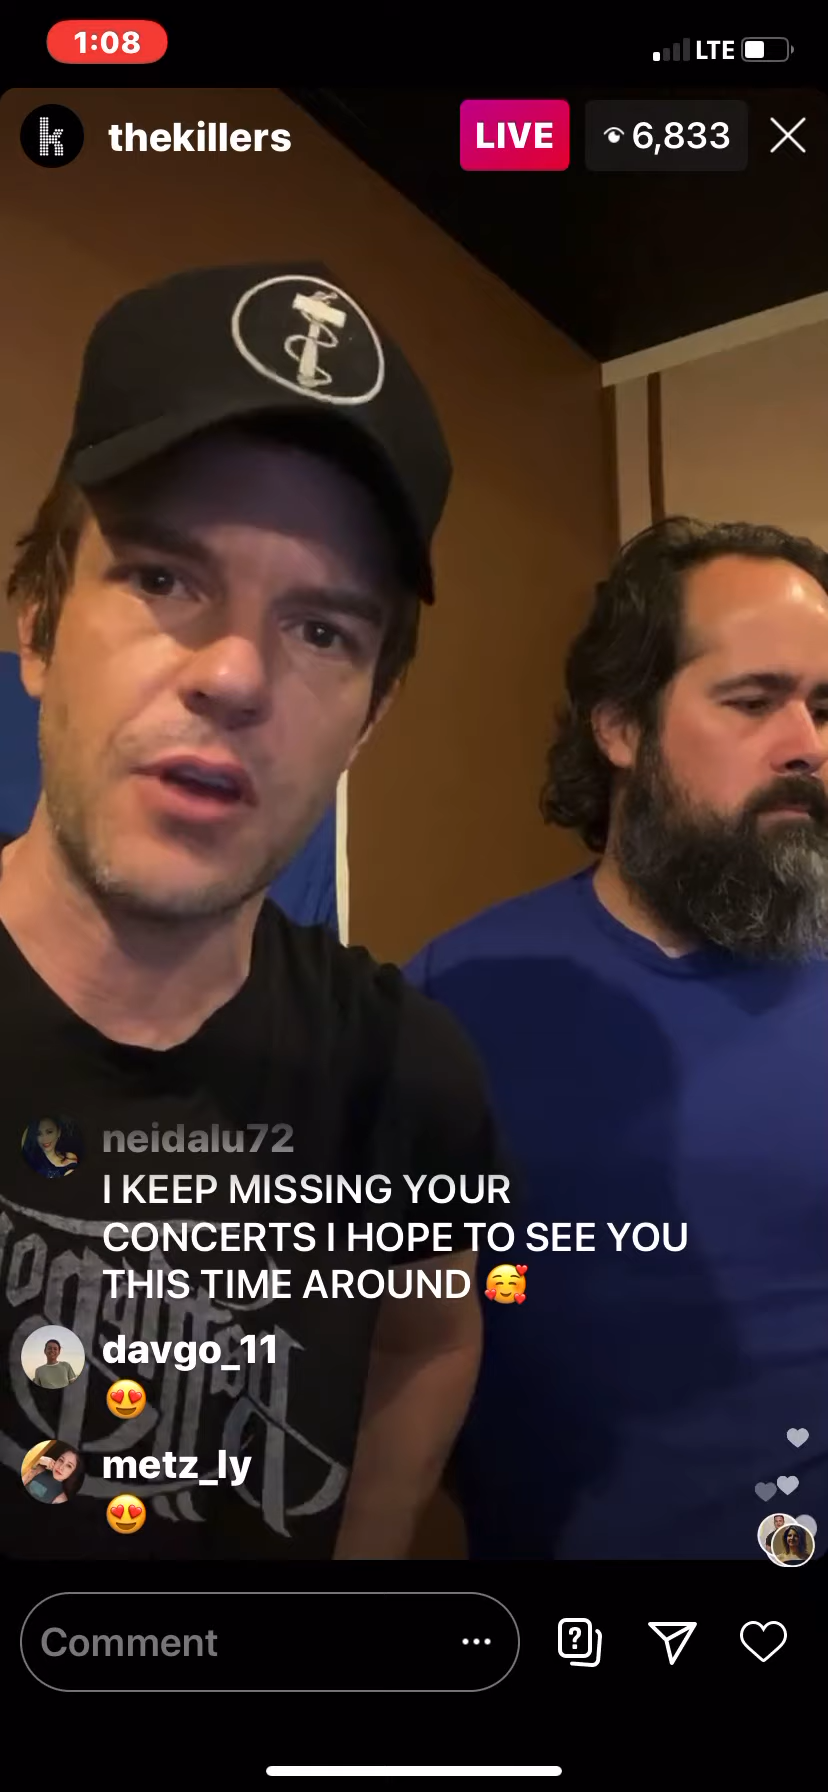 1:08
LTE
k
thekillers
LIVE
6,833
neidalu72
I KEEP MISSING YOUR
CONCERTS I HOPE TO SEE YOU
THIS TIME AROUND 🥰
davgo_11
😍
metz_ly
😍
Comment